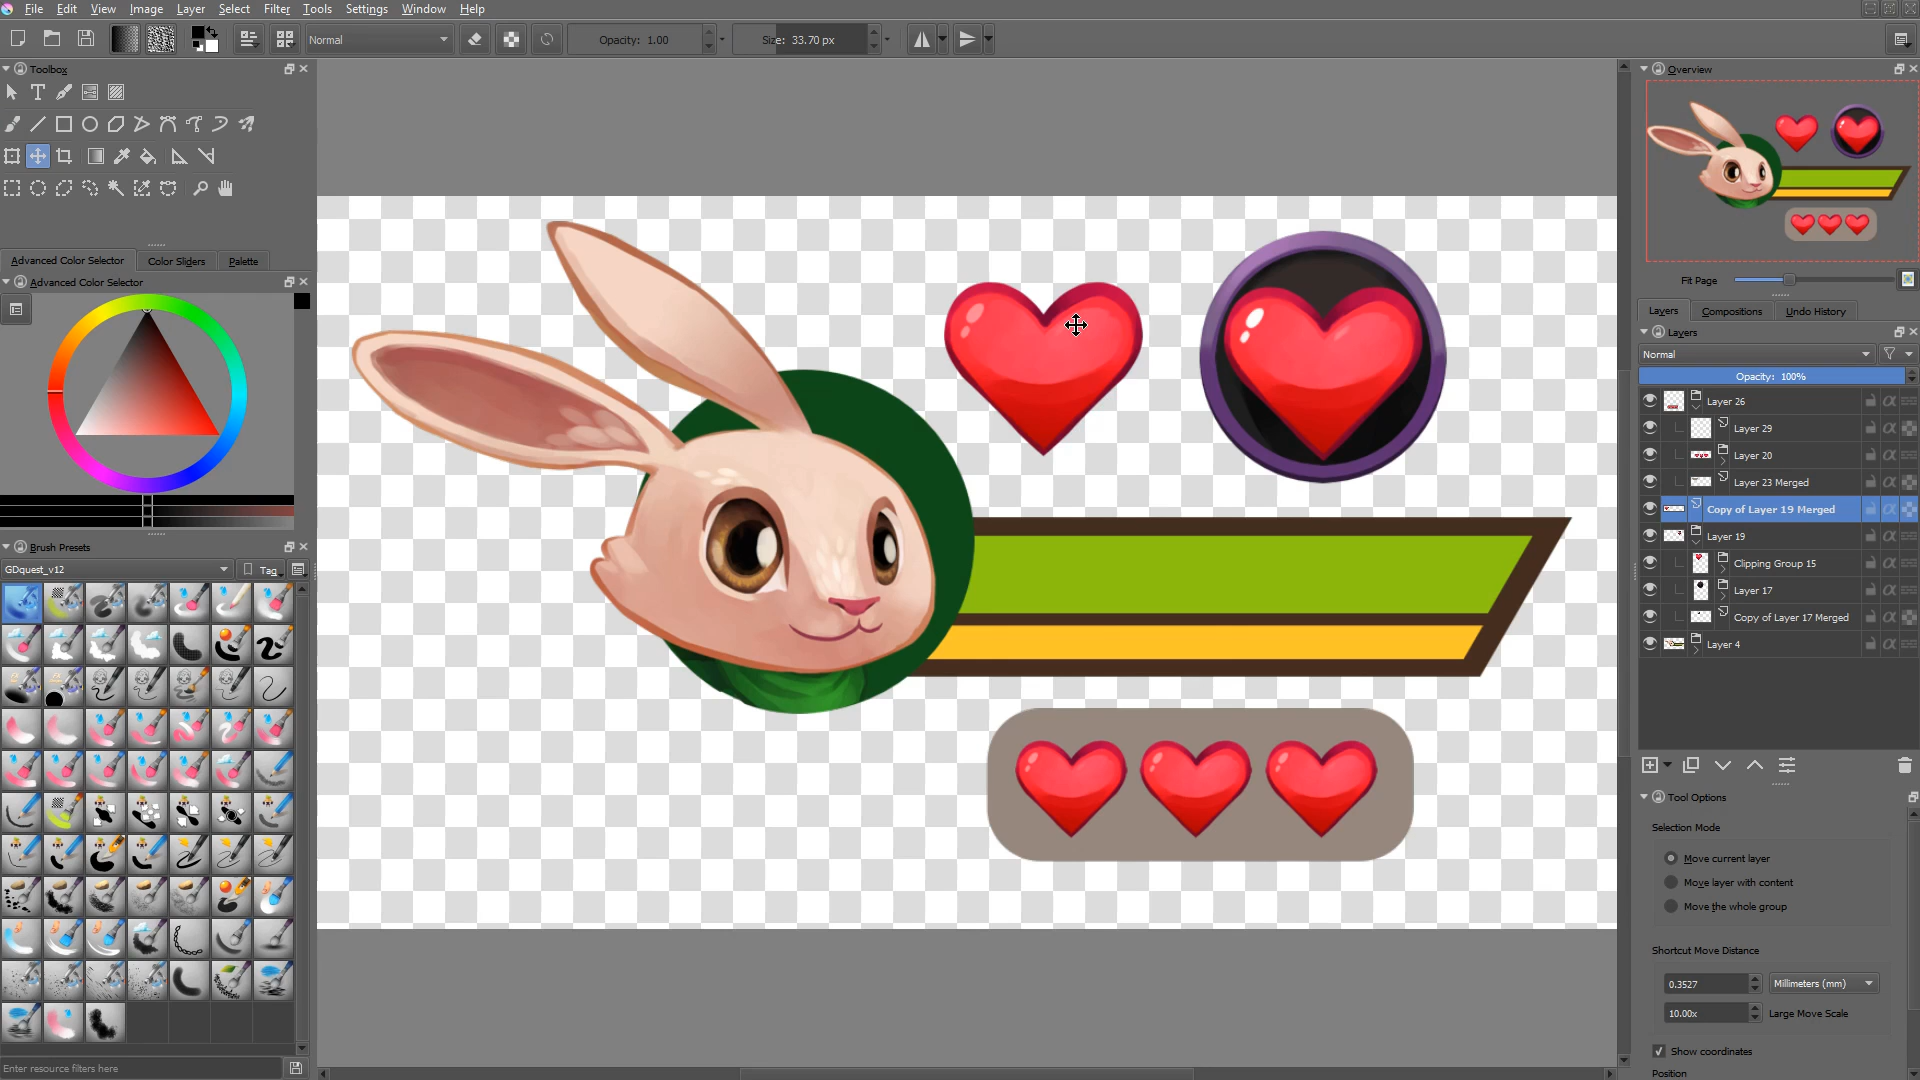 File Edit View Image Layer Select Filter Tools Settings Window Help
Normal
Opacity: 1.00
Size: 33.70 px
Toolbox
Advanced Color Selector
Color Sliders
Palette
Advanced Color Selector
Brush Presets
GDquest_v12
Tag
Enter resource filters here
Overview
Fit Page
Layers
Compositions
Undo History
Layers
Normal
Opacity: 100%
Layer 26
Layer 29
Layer 20
Layer 23 Merged
Copy of Layer 19 Merged
Layer 19
Clipping Group 15
Layer 17
Copy of Layer 17 Merged
Layer 4
Tool Options
Selection Mode
Move current layer
Move layer with content
Move the whole group
Shortcut Move Distance
0.3527
Millimeters (mm)
10.00x
Large Move Scale
Show coordinates
Position